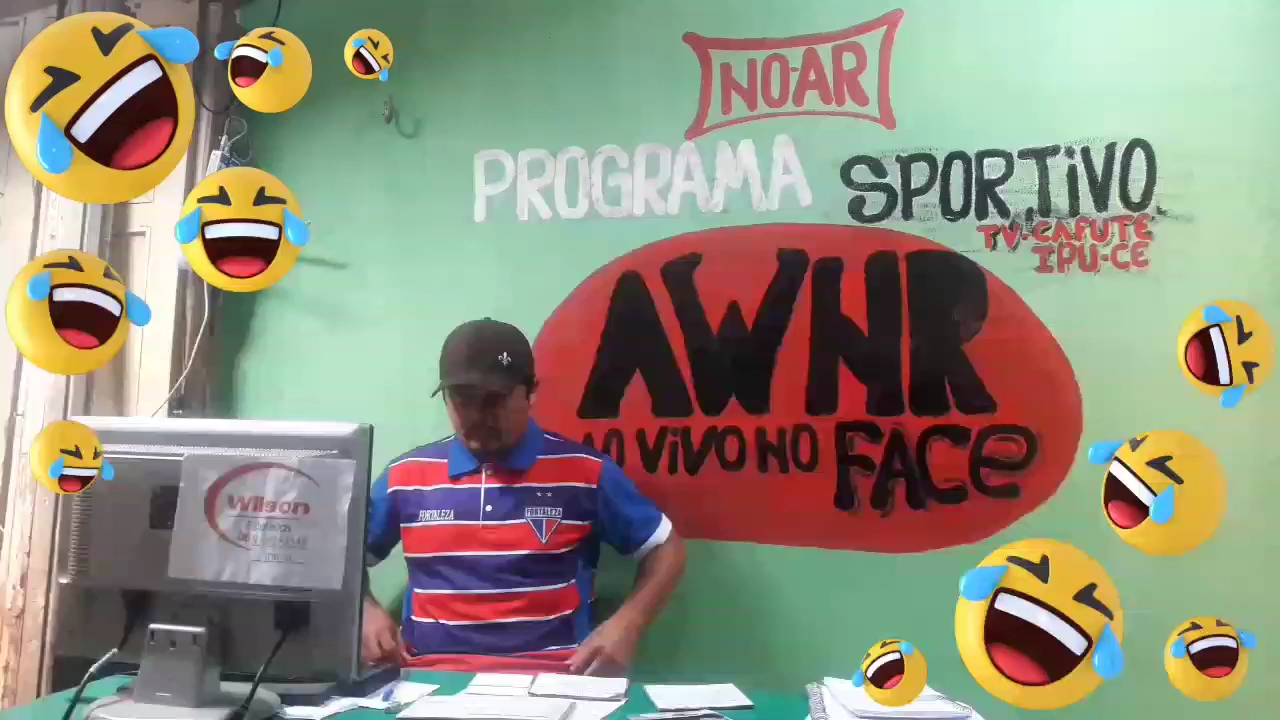 NO-AR
PROGRAMA SPORTiVO
TV-CAFUTE
IPU-CE
AWNR
AO ViVO NO FACe
FORTALEZA
FORTALEZA
Wilson